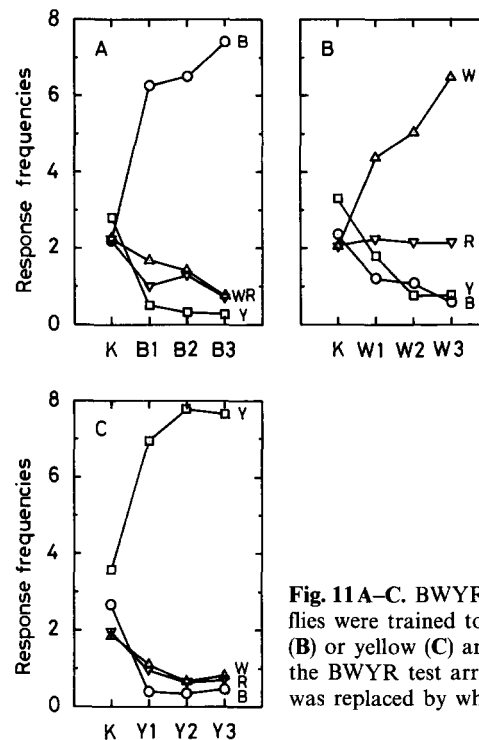 8
6
4
2
0
Response frequencies
A
B
WR
Y
K B1 B2 B3
B
W
R
Y
B
K W1 W2 W3
8
6
4
2
0
Response frequencies
C
Y
W
R
B
K Y1 Y2 Y3
Fig. 11 A–C. BWYR
flies were trained to
(B) or yellow (C) an
the BWYR test arr
was replaced by wh